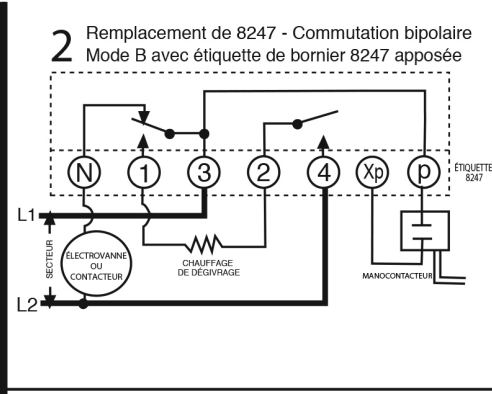 2
Remplacement de 8247 - Commutation bipolaire
Mode B avec étiquette de bornier 8247 apposée
N 1 3 2 4 Xp p
ÉTIQUETTE
8247
L1
SECTEUR
ÉLECTROVANNE
OU
CONTACTEUR
CHAUFFAGE
DE DÉGIVRAGE
MANOCONTACTEUR
L2